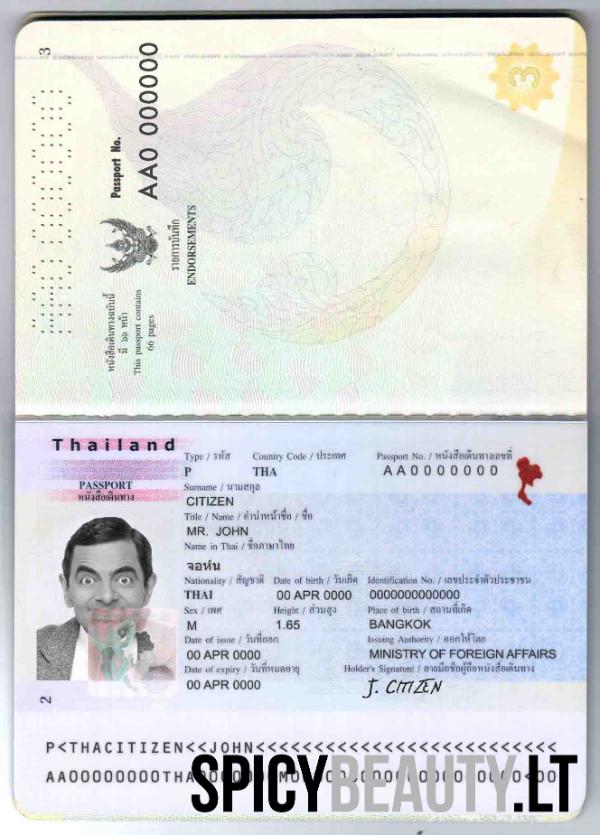 3
3
Passport No.
AA0 000000
รายการบันทึก
ENDORSEMENTS
หนังสือเดินทางฉบับนี้
มี ๖๖ หน้า
This passport contains
66 pages
Thailand
PASSPORT
หนังสือเดินทาง
Type / รหัส Country Code / ประเทศ Passport No. / หนังสือเดินทางเลขที่
P THA AA0000000
Surname / นามสกุล
CITIZEN
Title / Name / คำนำหน้าชื่อ / ชื่อ
MR. JOHN
Name in Thai / ชื่อภาษาไทย
จอห์น
Nationality / สัญชาติ Date of birth / วันเกิด Identification No. / เลขประจำตัวประชาชน
THAI 00 APR 0000 0000000000000
Sex / เพศ Height / ส่วนสูง Place of birth / สถานที่เกิด
M 1.65 BANGKOK
Date of issue / วันที่ออก Issuing Authority / ออกให้โดย
00 APR 0000 MINISTRY OF FOREIGN AFFAIRS
Date of expiry / วันที่หมดอายุ Holder's Signature / ลายมือชื่อผู้ถือหนังสือเดินทาง
00 APR 0000 J. CITIZEN
2
P<THACITIZEN<<JOHN<<<<<<<<<<<<<<<<<<<<<<<<<<
SPICYBEAUTY.LT